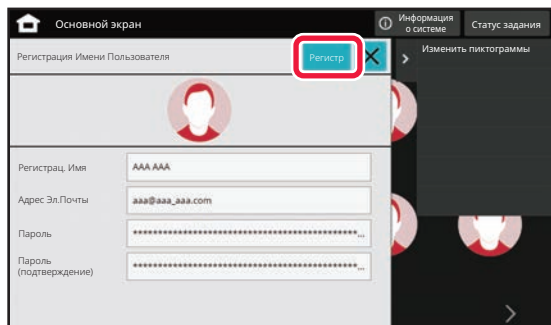 Основной экран
Информация
о системе
Статус задания
Регистрация Имени Пользователя
Регистр
Изменить пиктограммы
Регистрац. Имя
AAA AAA
Адрес Эл.Почты
aaa@aaa_aaa.com
Пароль
Пароль
(подтверждение)